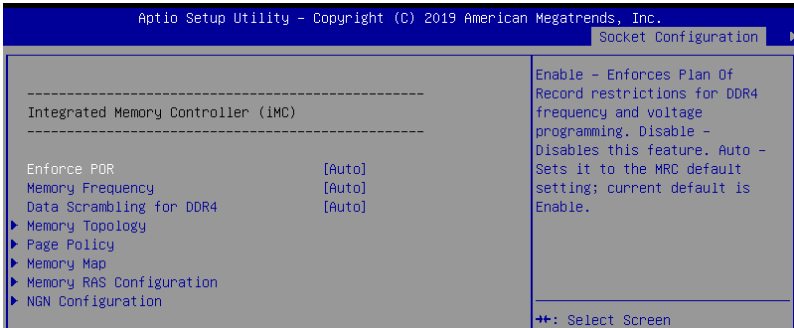 Aptio Setup Utility – Copyright (C) 2019 American Megatrends, Inc.
Socket Configuration
Integrated Memory Controller (iMC)
Enforce POR [Auto]
Memory Frequency [Auto]
Data Scrambling for DDR4 [Auto]
Memory Topology
Page Policy
Memory Map
Memory RAS Configuration
NGN Configuration
Enable – Enforces Plan Of
Record restrictions for DDR4
frequency and voltage
programming. Disable –
Disables this feature. Auto –
Sets it to the MRC default
setting; current default is
Enable.
→←: Select Screen